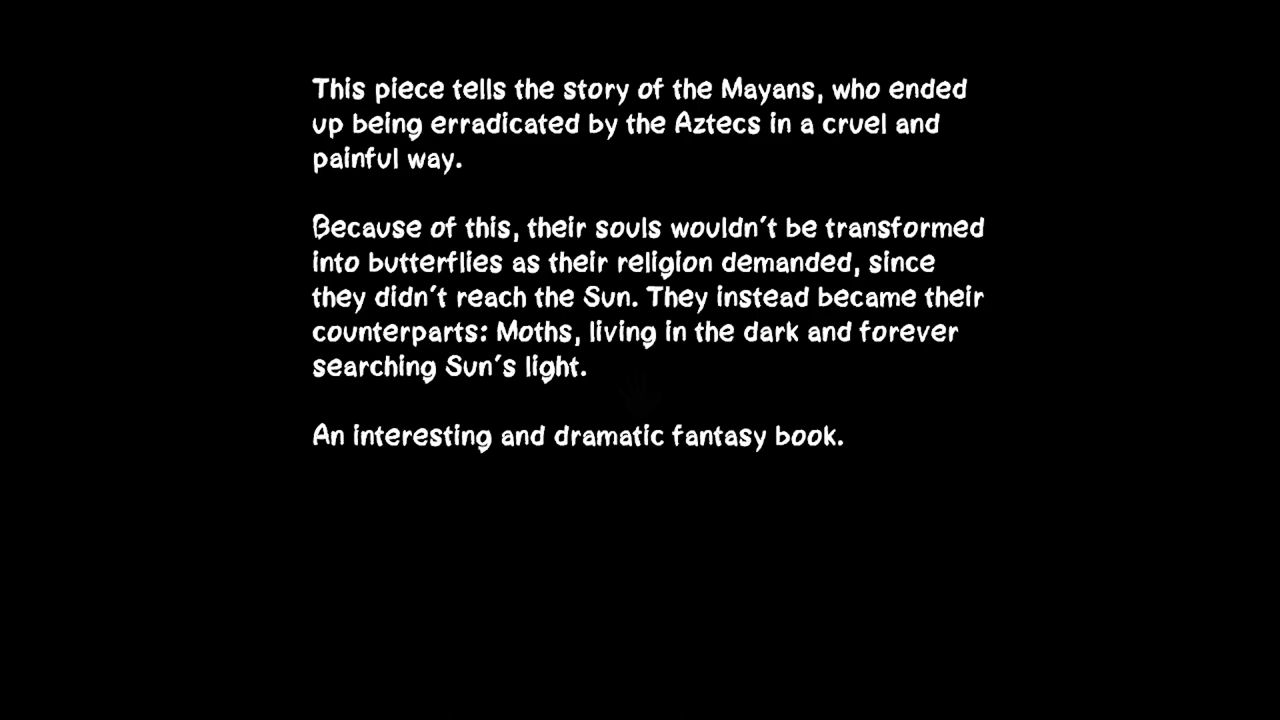 This piece tells the story of the Mayans, who ended
up being erradicated by the Aztecs in a cruel and
painful way.
Because of this, their souls wouldn't be transformed
into butterflies as their religion demanded, since
they didn't reach the Sun. They instead became their
counterparts: Moths, living in the dark and forever
searching Sun's light.
An interesting and dramatic fantasy book.